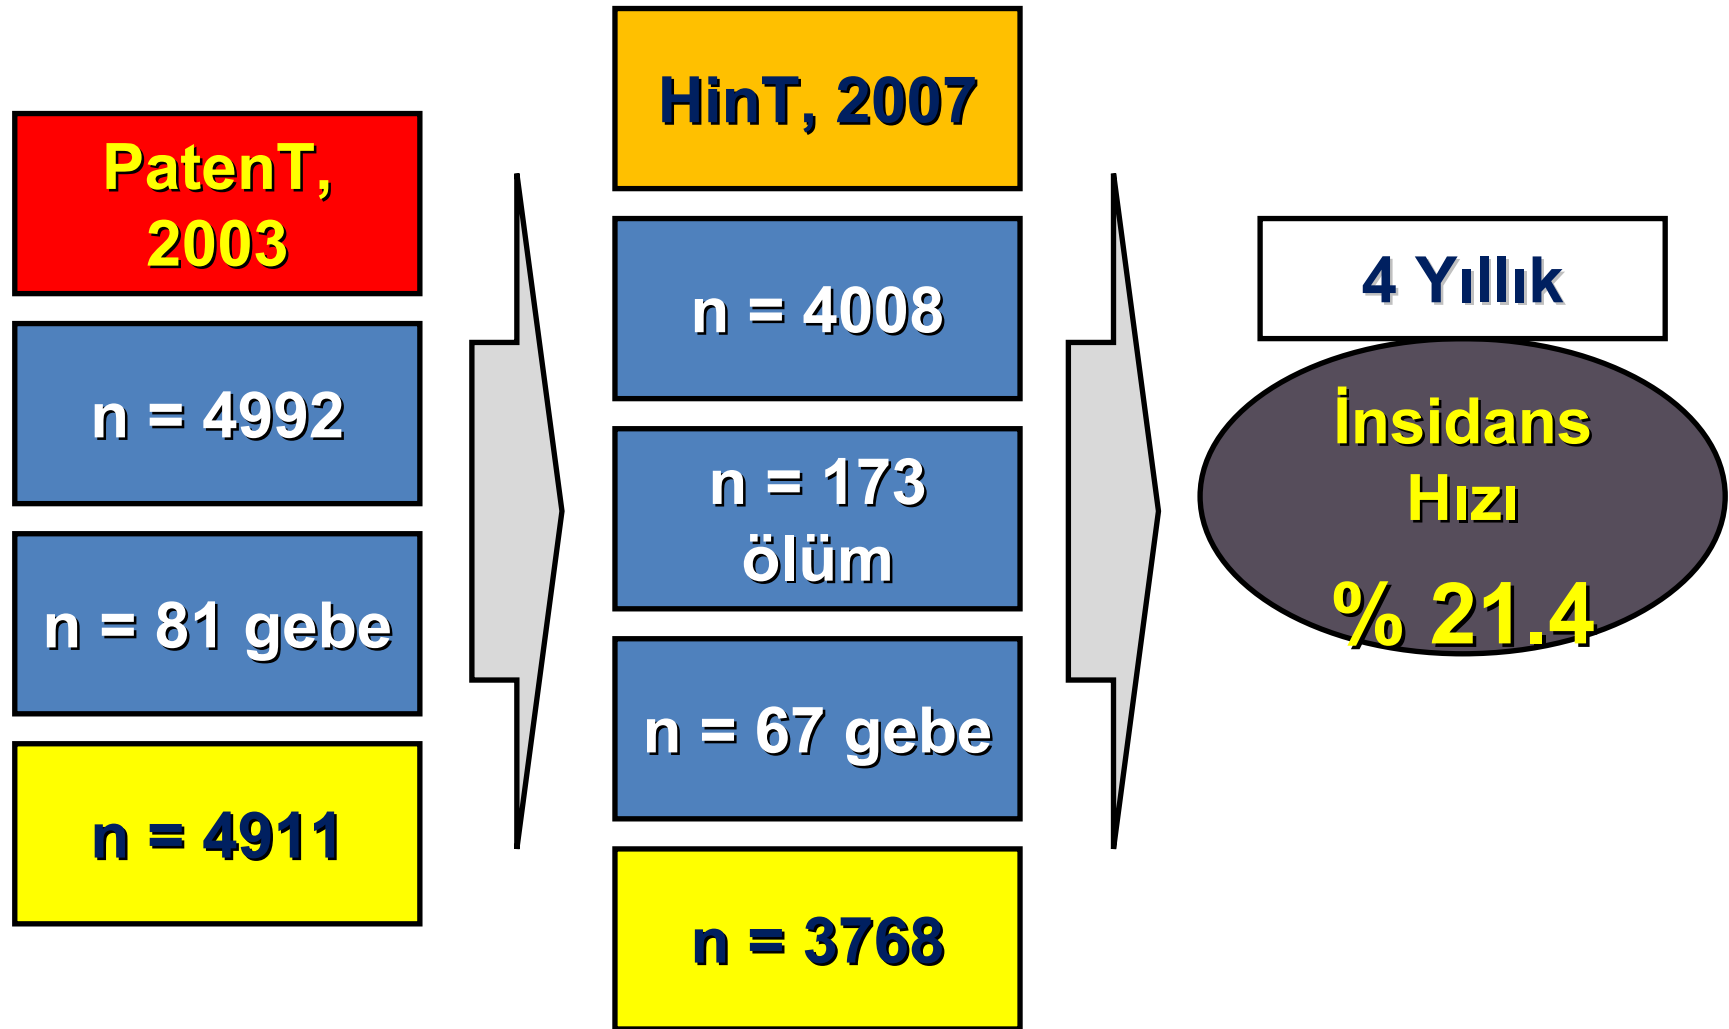 PatenT,
2003
n = 4992
n = 81 gebe
n = 4911
HinT, 2007
n = 4008
n = 173
ölüm
n = 67 gebe
n = 3768
4 Yıllık
İnsidans
Hızı
% 21.4